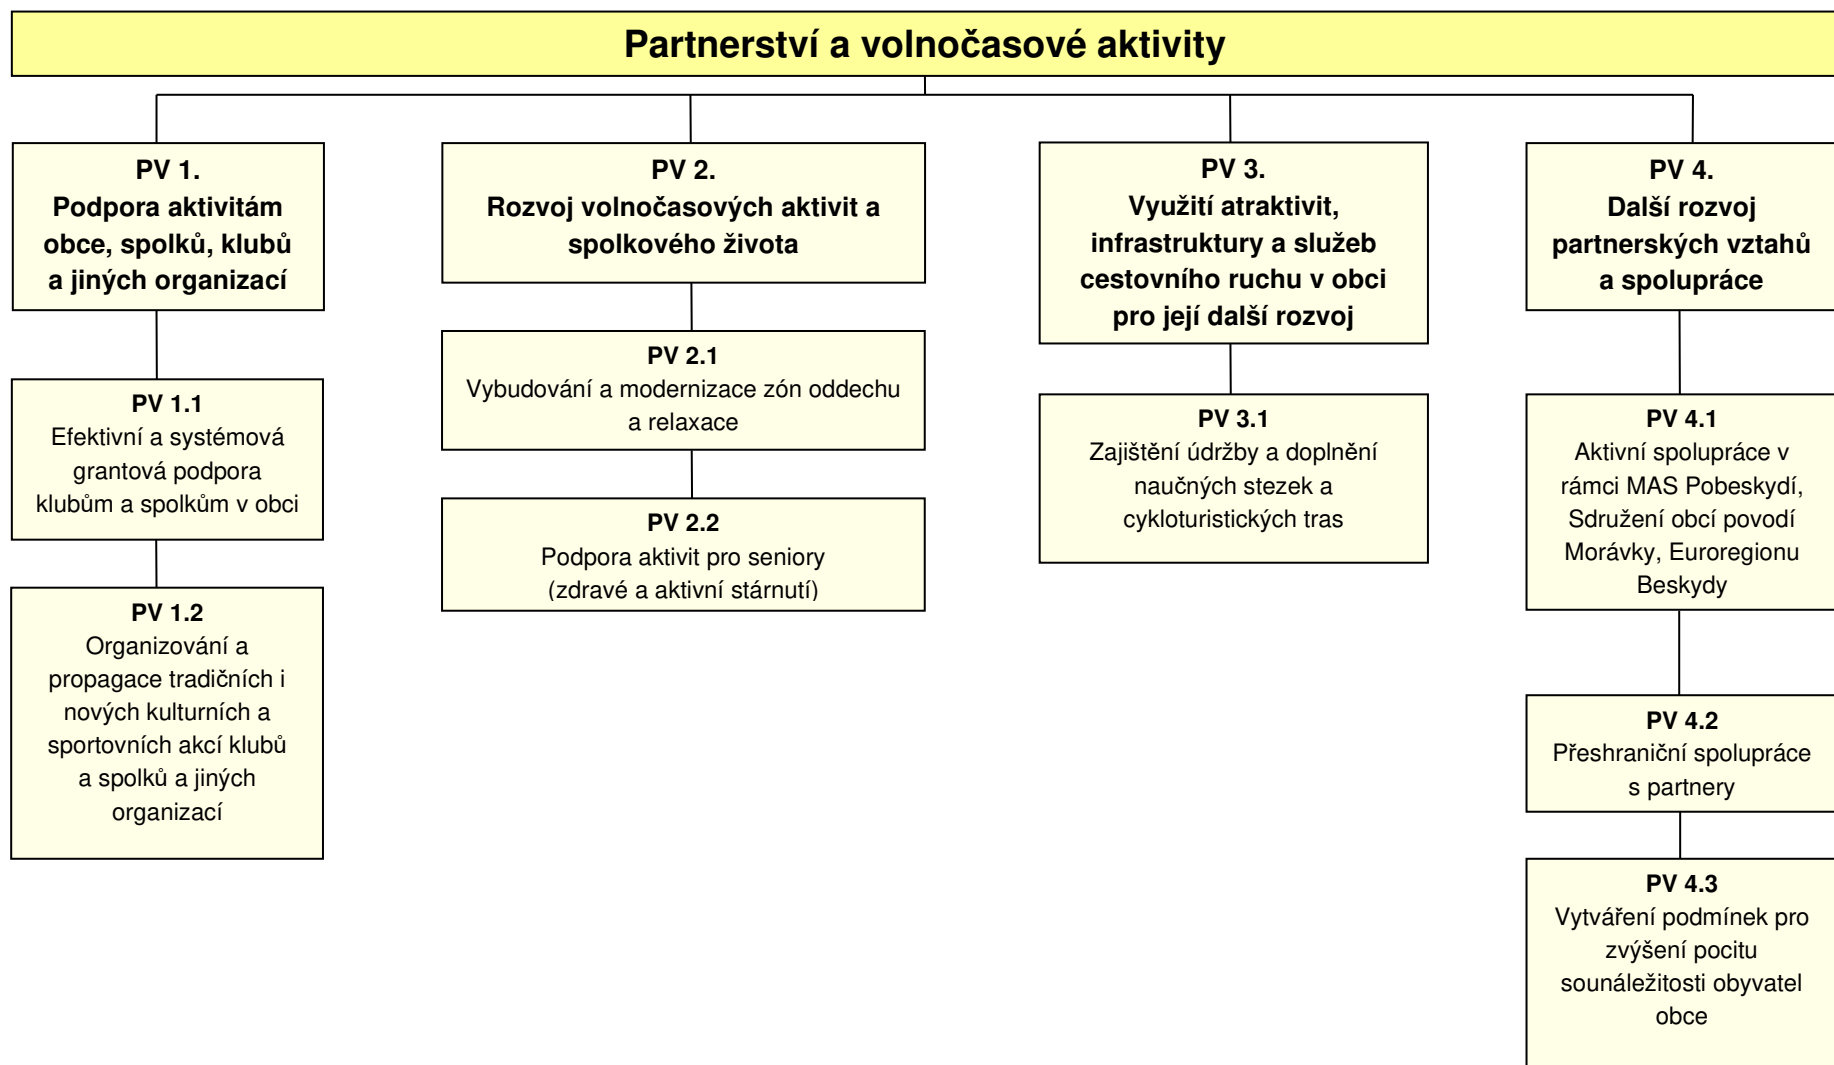 Partnerství a volnočasové aktivity
PV 1.
Podpora aktivitám
obce, spolků, klubů
a jiných organizací
PV 1.1
Efektivní a systémová
grantová podpora
klubům a spolkům v obci
PV 1.2
Organizování a
propagace tradičních i
nových kulturních a
sportovních akcí klubů
a spolků a jiných
organizací
PV 2.
Rozvoj volnočasových aktivit a
spolkového života
PV 2.1
Vybudování a modernizace zón oddechu
a relaxace
PV 2.2
Podpora aktivit pro seniory
(zdravé a aktivní stárnutí)
PV 3.
Využití atraktivit,
infrastruktury a služeb
cestovního ruchu v obci
pro její další rozvoj
PV 3.1
Zajištění údržby a doplnění
naučných stezek a
cykloturistických tras
PV 4.
Další rozvoj
partnerských vztahů
a spolupráce
PV 4.1
Aktivní spolupráce v
rámci MAS Pobeskydí,
Sdružení obcí povodí
Morávky, Euroregionu
Beskydy
PV 4.2
Přeshraniční spolupráce
s partnery
PV 4.3
Vytváření podmínek pro
zvýšení pocitu
sounáležitosti obyvatel
obce